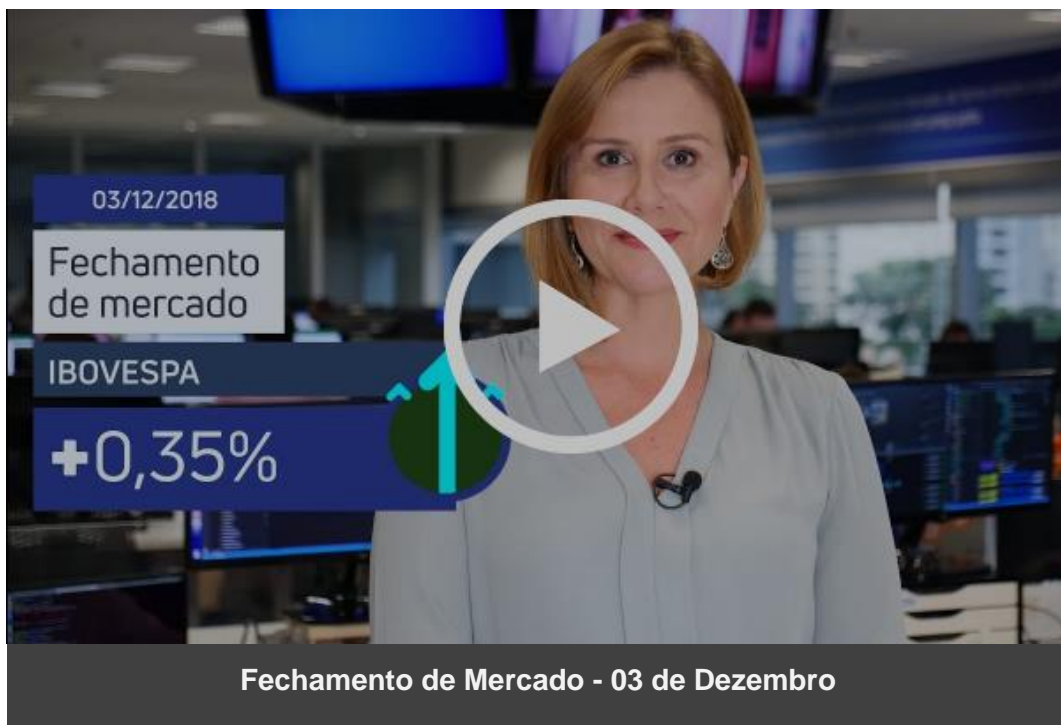 03/12/2018
Fechamento
de mercado
IBOVESPA
+0,35%
Fechamento de Mercado - 03 de Dezembro